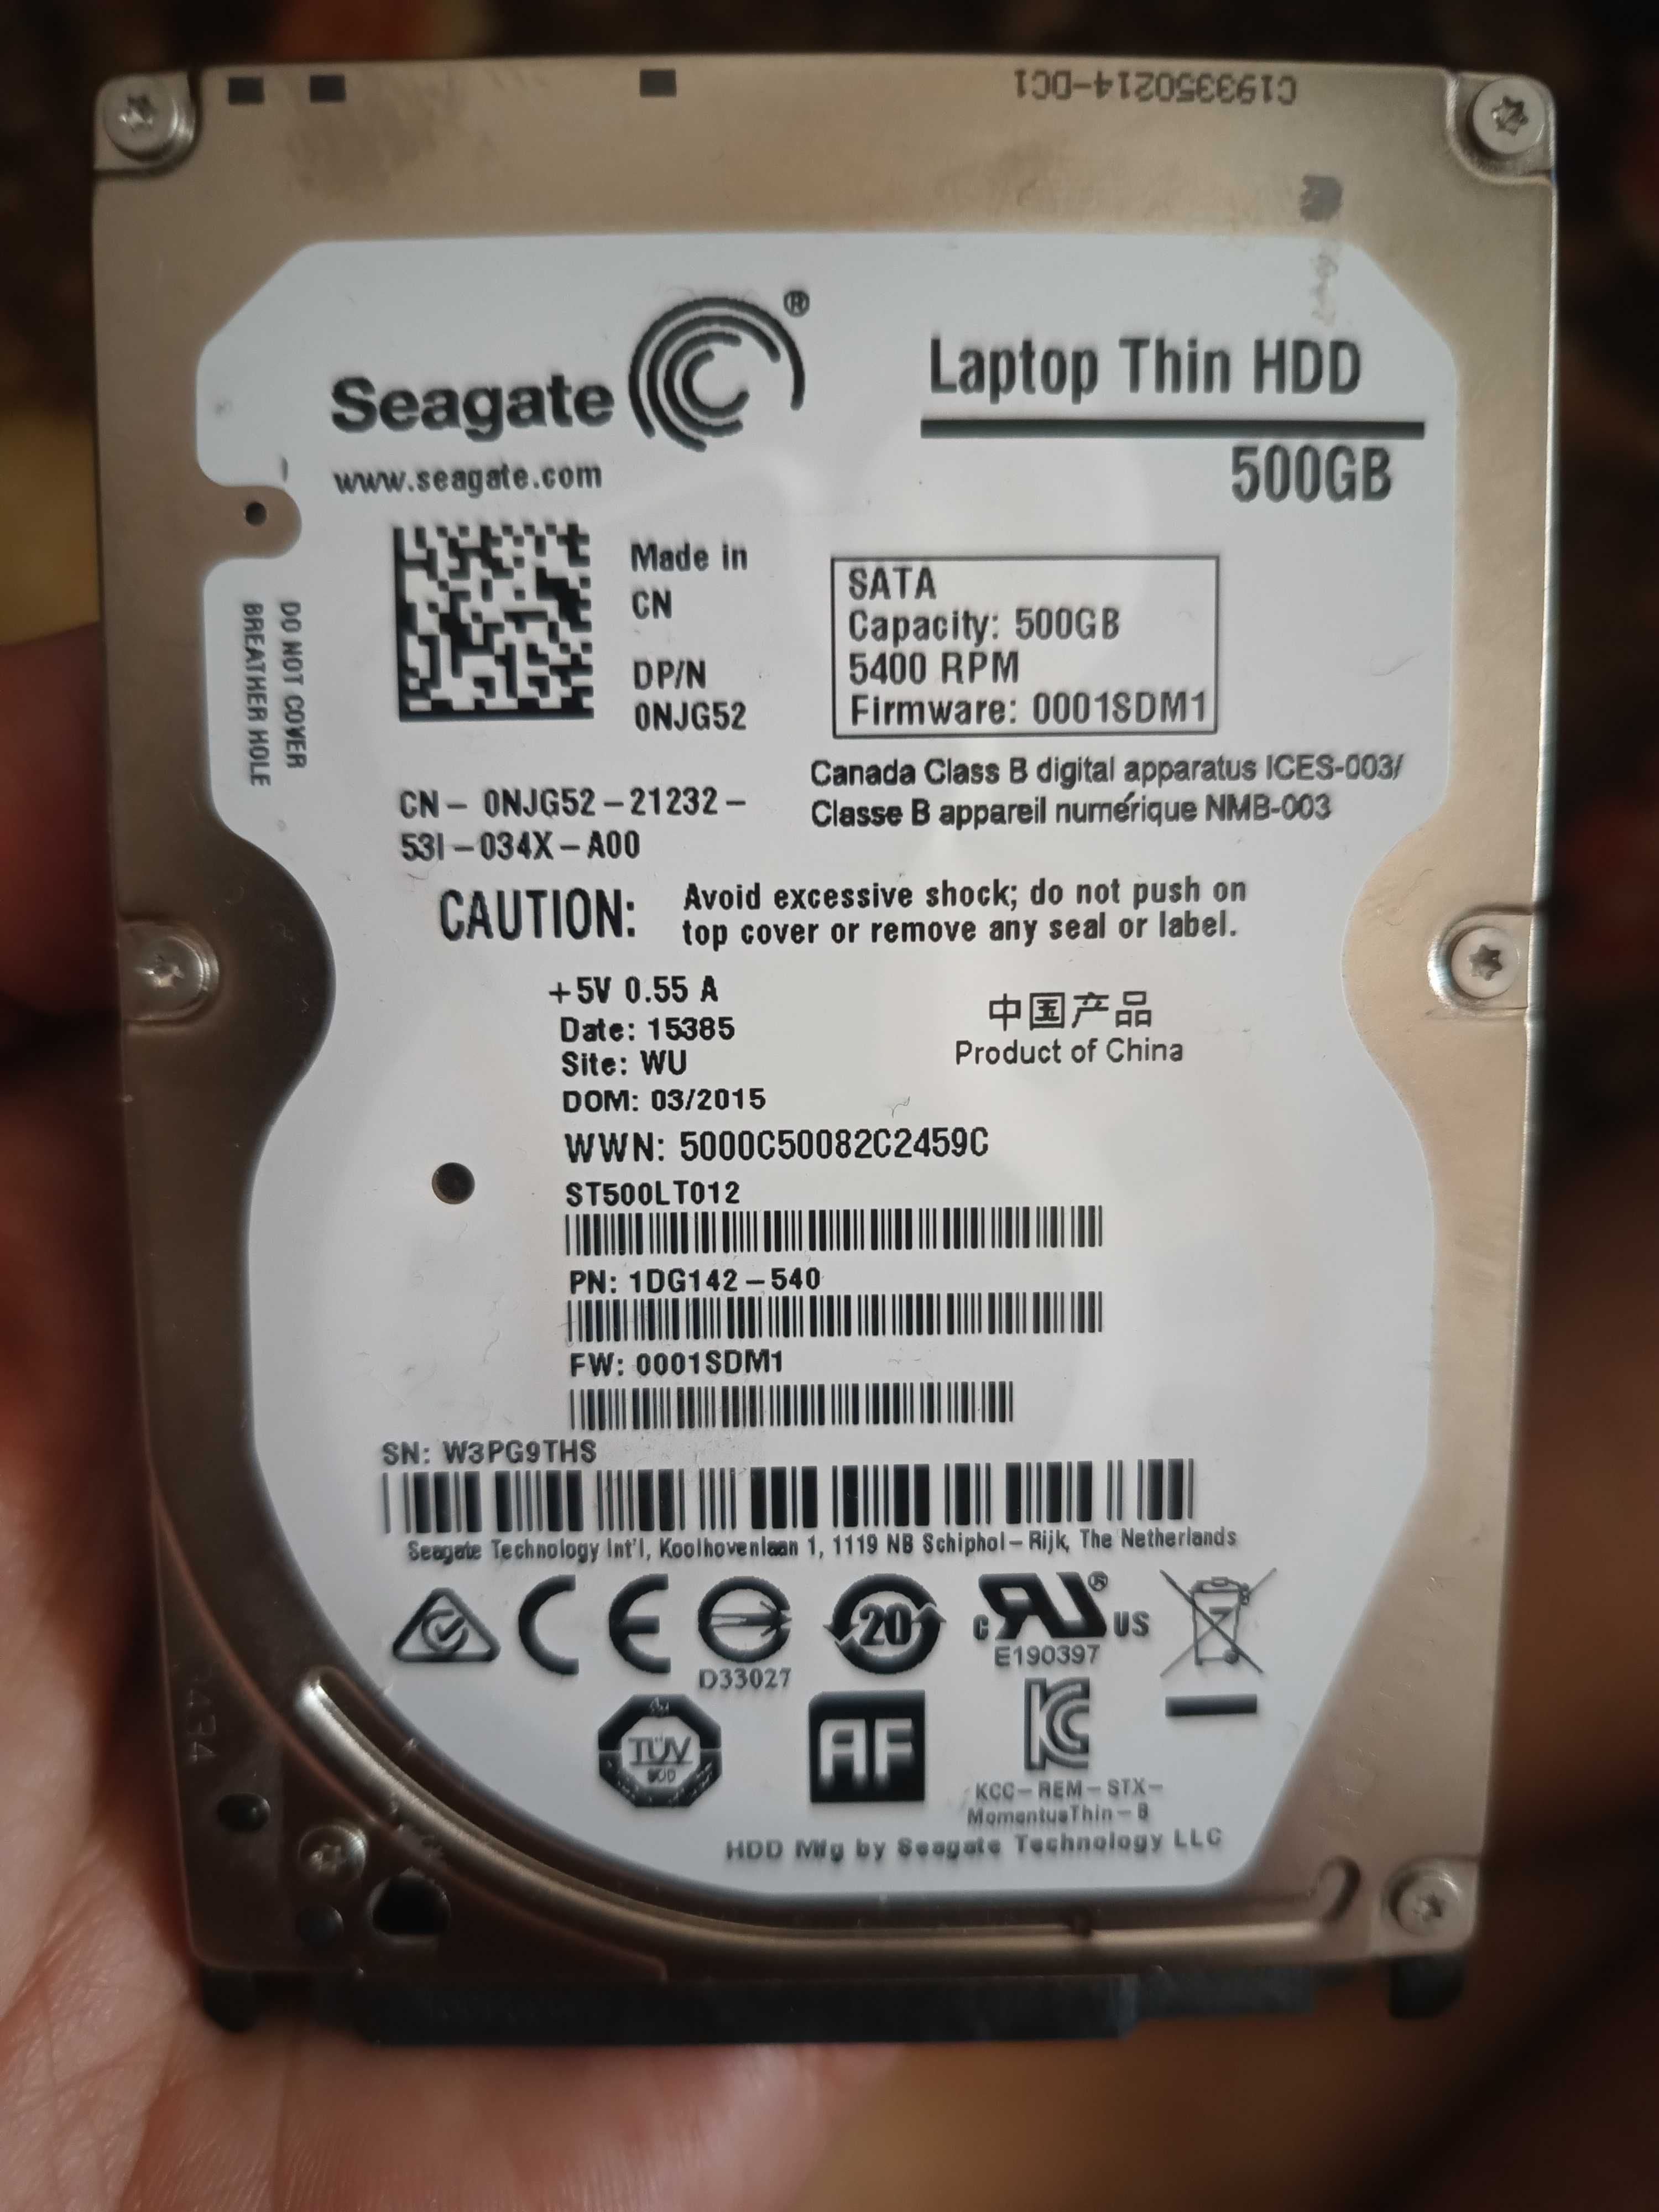 C193350214-DC1
Seagate®
Laptop Thin HDD
www.seagate.com
500GB
Made in
CN
DP/N
0NJG52
SATA
Capacity: 500GB
5400 RPM
Firmware: 0001SDM1
DO NOT COVER
BREATHER HOLE
Canada Class B digital apparatus ICES-003/
Classe B appareil numérique NMB-003
CN- 0NJG52-21232-
53I-034X-A00
CAUTION: Avoid excessive shock; do not push on
top cover or remove any seal or label.
+5V 0.55 A
Date: 15385
Site: WU
DOM: 03/2015
中国产品
Product of China
WWN: 5000C50082C2459C
ST500LT012
PN: 1DG142-540
FW: 0001SDM1
SN: W3PG9THS
Seagate Technology Int'l, Koolhovenlaan 1, 1119 NB Schiphol-Rijk, The Netherlands
CE
D33027
20
c RU® US
E190397
TÜV
SÜD
AF
KC
KCC-REM-STX-
MomentusThin-B
HDD Mfg by Seagate Technology LLC